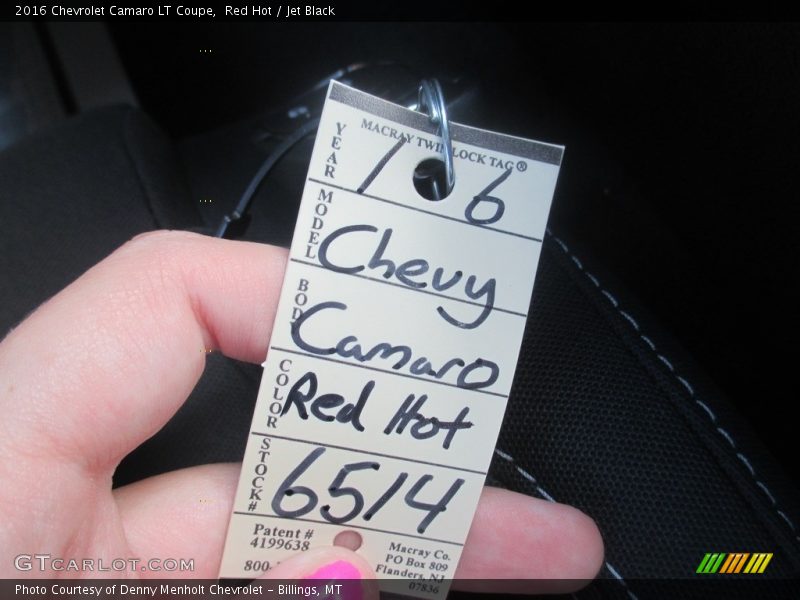 2016 Chevrolet Camaro LT Coupe,  Red Hot / Jet Black
MACRAY TWIN LOCK TAG®
YEAR
1 6
MODEL
Chevy
BODY
Camaro
COLOR
Red Hot
STOCK#
6514
Patent #
4199638
800-
Macray Co.
PO Box 809
Flanders, NJ
07836
GTCARLOT.COM
Photo Courtesy of Denny Menholt Chevrolet - Billings, MT